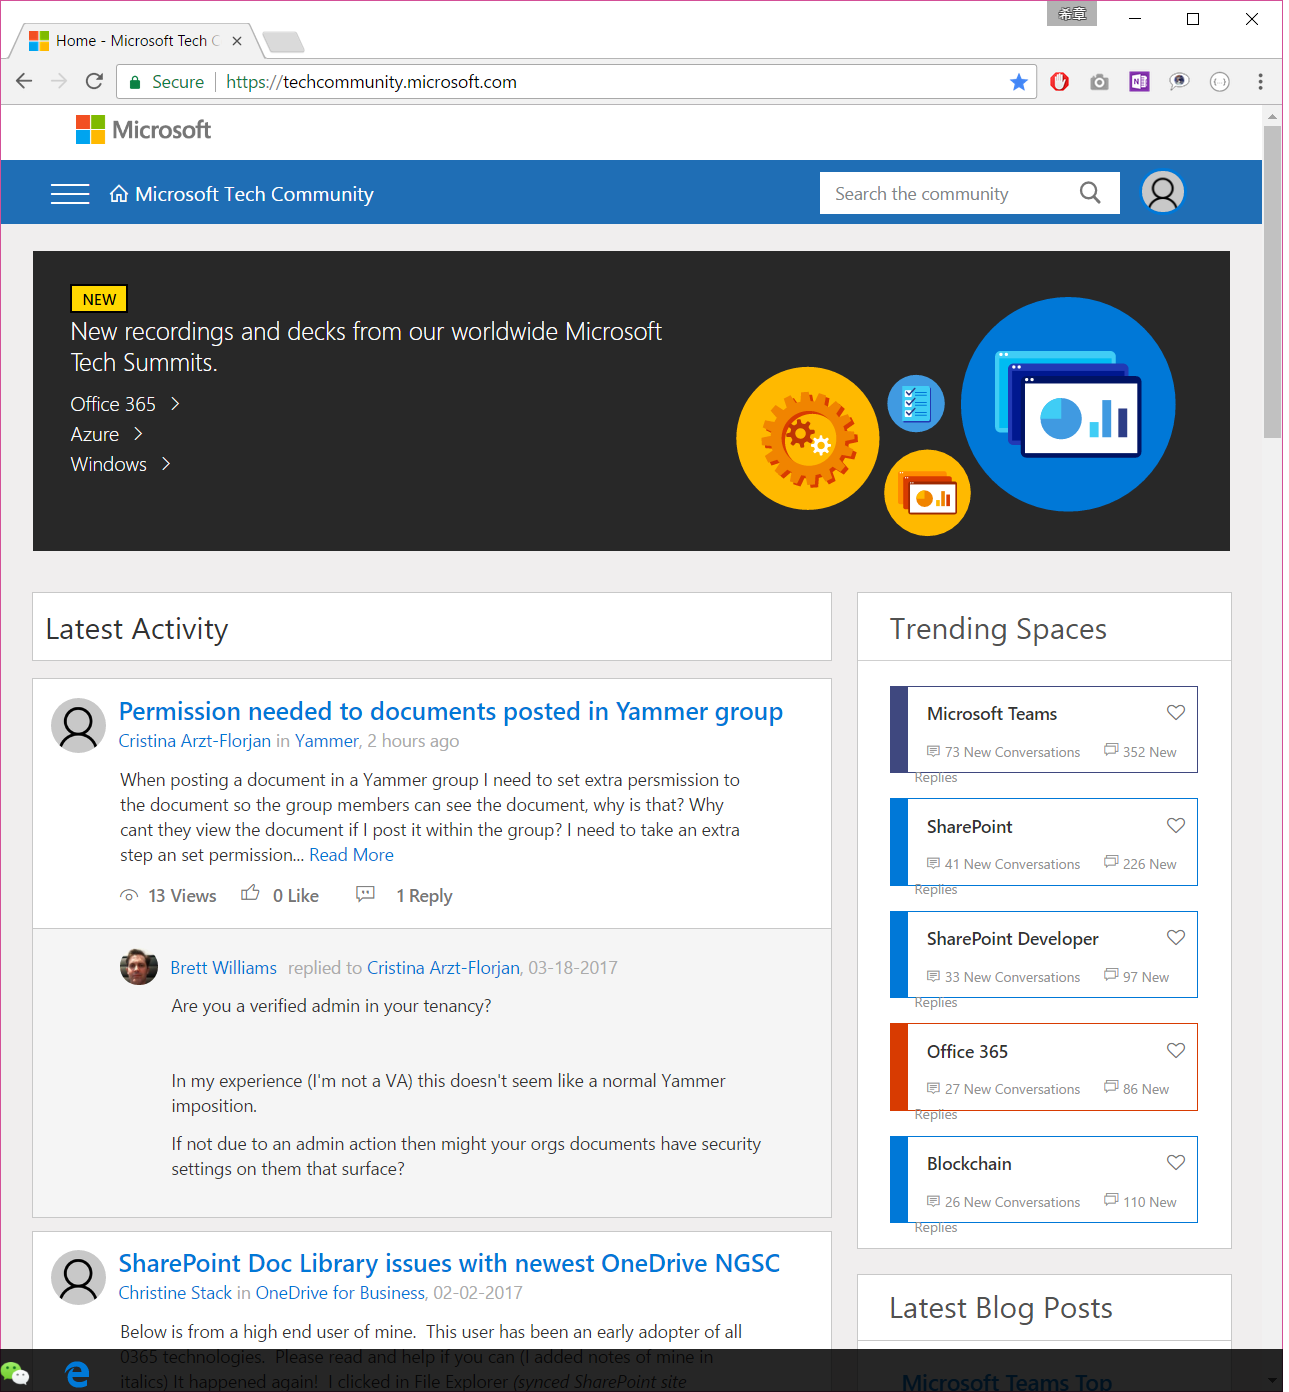 希章
Home - Microsoft Tech C
Secure
https://techcommunity.microsoft.com
Microsoft
Microsoft Tech Community
Search the community
NEW
New recordings and decks from our worldwide Microsoft
Tech Summits.
Office 365
Azure
Windows
Latest Activity
Permission needed to documents posted in Yammer group
Cristina Arzt-Florjan in Yammer, 2 hours ago
When posting a document in a Yammer group I need to set extra persmission to
the document so the group members can see the document, why is that? Why
cant they view the document if I post it within the group? I need to take an extra
step an set permission... Read More
13 Views 0 Like 1 Reply
Brett Williams replied to Cristina Arzt-Florjan, 03-18-2017
Are you a verified admin in your tenancy?
In my experience (I'm not a VA) this doesn't seem like a normal Yammer
imposition.
If not due to an admin action then might your orgs documents have security
settings on them that surface?
SharePoint Doc Library issues with newest OneDrive NGSC
Christine Stack in OneDrive for Business, 02-02-2017
Below is from a high end user of mine.  This user has been an early adopter of all
0365 technologies.  Please read and help if you can (I added notes of mine in
italics) It happened again!  I clicked in File Explorer (synced SharePoint site
Trending Spaces
Microsoft Teams
73 New Conversations 352 New
Replies
SharePoint
41 New Conversations 226 New
Replies
SharePoint Developer
33 New Conversations 97 New
Replies
Office 365
27 New Conversations 86 New
Replies
Blockchain
26 New Conversations 110 New
Replies
Latest Blog Posts
Microsoft Teams Top